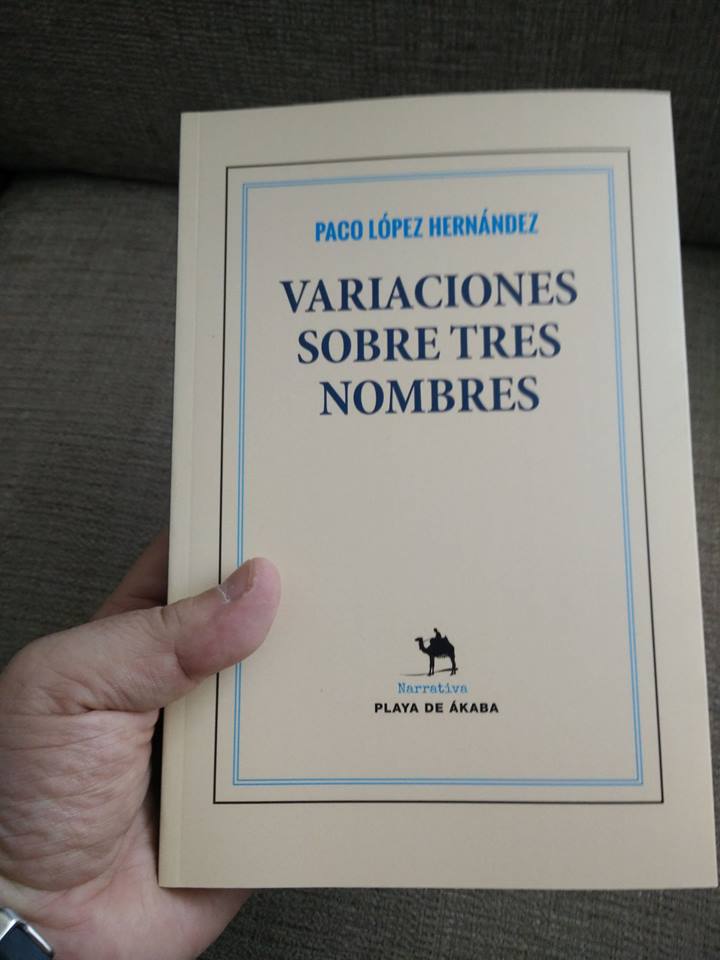 PACO LÓPEZ HERNÁNDEZ
VARIACIONES
SOBRE TRES
NOMBRES
Narrativa
PLAYA DE ÁKABA